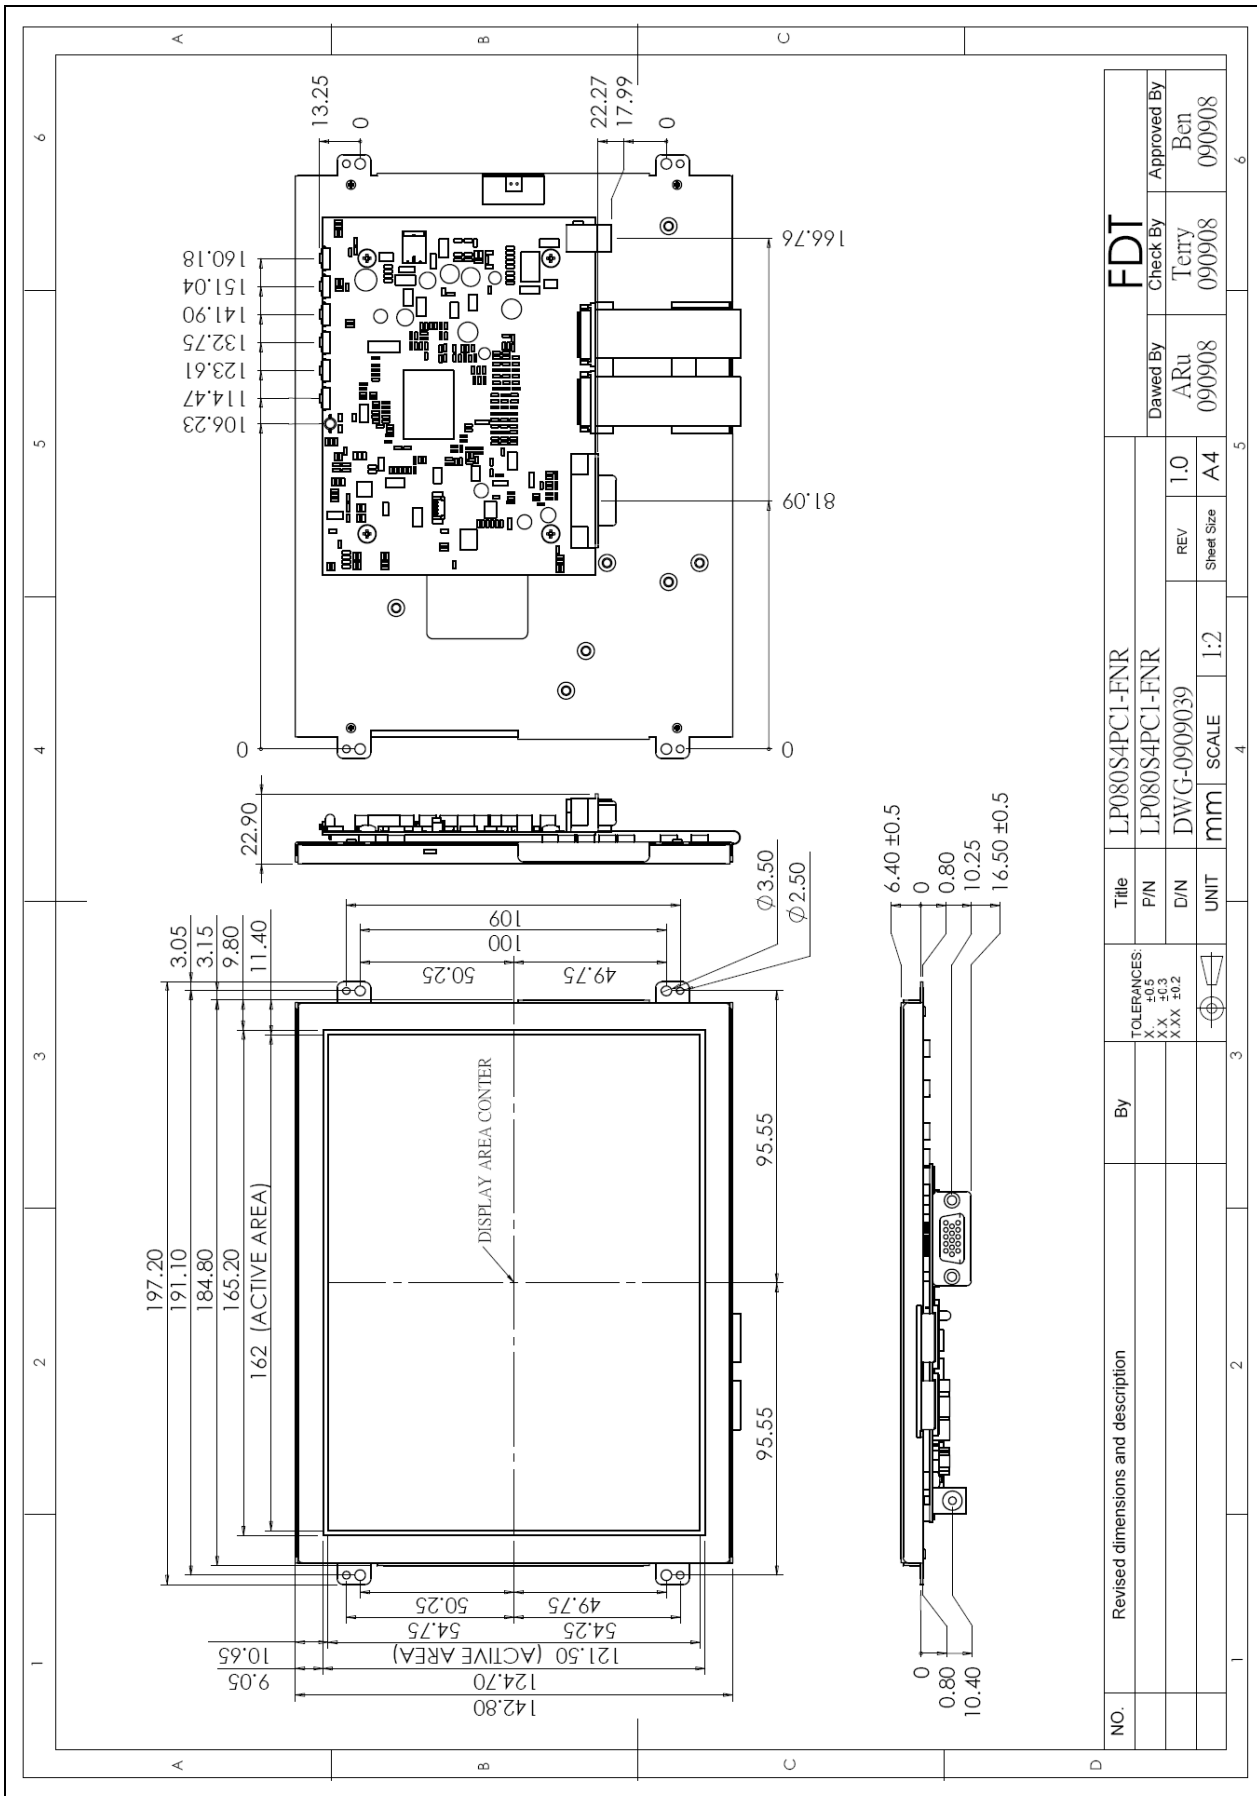 1
2
3
4
5
6
A
B
C
D
197.20
191.10
184.80
165.20
162 (ACTIVE AREA)
3.05
3.15
9.80
11.40
109
100
50.25
49.75
Ø3.50
Ø2.50
DISPLAY AREA CONTER
95.55
95.55
50.25
49.75
54.75
54.25
121.50 (ACTIVE AREA)
124.70
142.80
10.65
9.05
22.90
0
106.23
114.47
123.61
132.75
141.90
151.04
160.18
13.25
0
22.27
17.99
0
0
81.09
166.76
0
0.80
10.40
6.40 ±0.5
0
0.80
10.25
16.50 ±0.5
NO.
Revised dimensions and description
By
TOLERANCES:
X. ±0.5
X.X ±0.3
X.XX ±0.2
Title LP080S4PC1-FNR
P/N LP080S4PC1-FNR
D/N DWG-0909039
UNIT mm SCALE 1:2
REV 1.0
Sheet Size A4
FDT
Dawed By Check By Approved By
ARu Terry Ben
090908 090908 090908
1
2
3
4
5
6
A
B
C